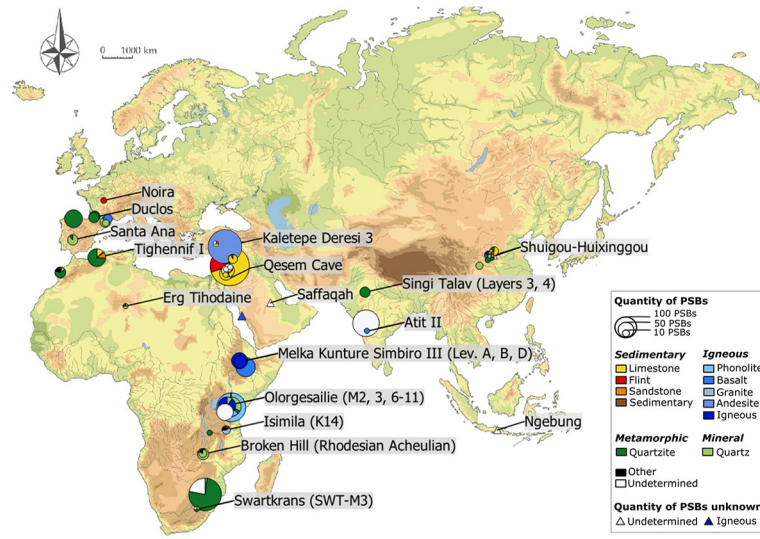 0 1000 km
Noira
Duclos
Santa Ana
Tighennif I
Kaletepe Deresi 3
Qesem Cave
Shuigou-Huixinggou
Erg Tihodaine
Saffaqah
Singi Talav (Layers 3, 4)
Atit II
Melka Kunture Simbiro III (Lev. A, B, D)
Olorgesailie (M2, 3, 6-11)
Isimila (K14)
Ngebung
Broken Hill (Rhodesian Acheulian)
Swartkrans (SWT-M3)
Quantity of PSBs
100 PSBs
50 PSBs
10 PSBs
Sedimentary
Limestone
Flint
Sandstone
Sedimentary
Igneous
Phonolite
Basalt
Granite
Andesite
Igneous
Metamorphic
Quartzite
Mineral
Quartz
Other
Undetermined
Quantity of PSBs unknown
Undetermined
Igneous